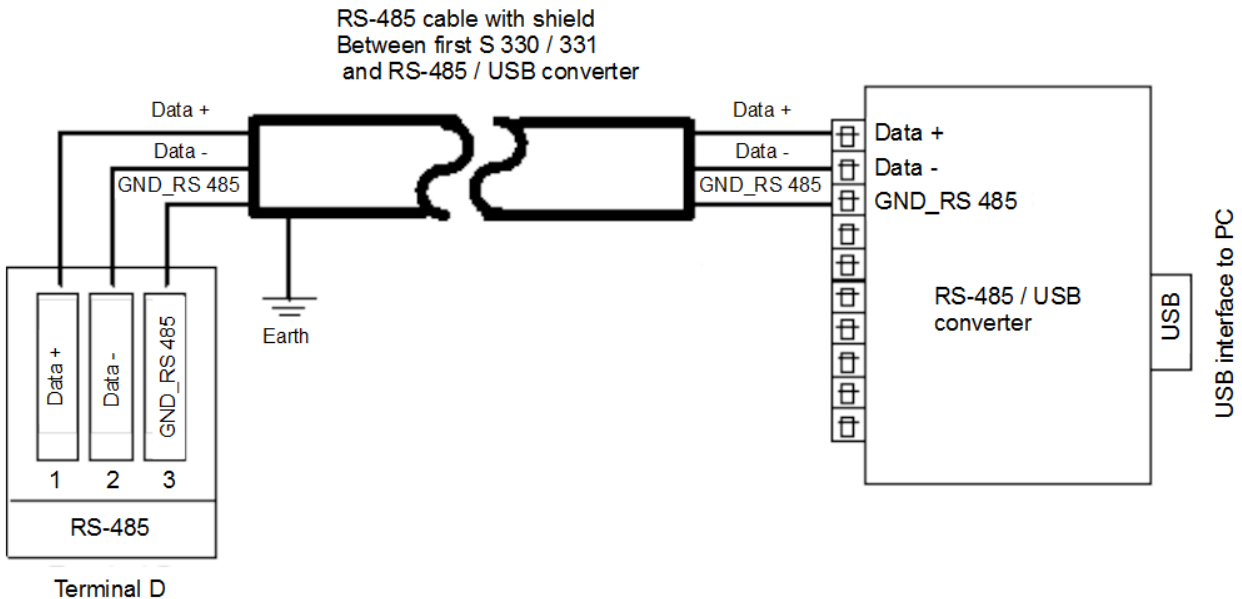 RS-485 cable with shield
Between first S 330 / 331
and RS-485 / USB converter
Data +
Data -
GND_RS 485
Data +
Data -
GND_RS 485
Data +
Data -
GND_RS 485
RS-485 / USB
converter
USB
USB interface to PC
Earth
Data +
Data -
GND_RS 485
1
2
3
RS-485
Terminal D